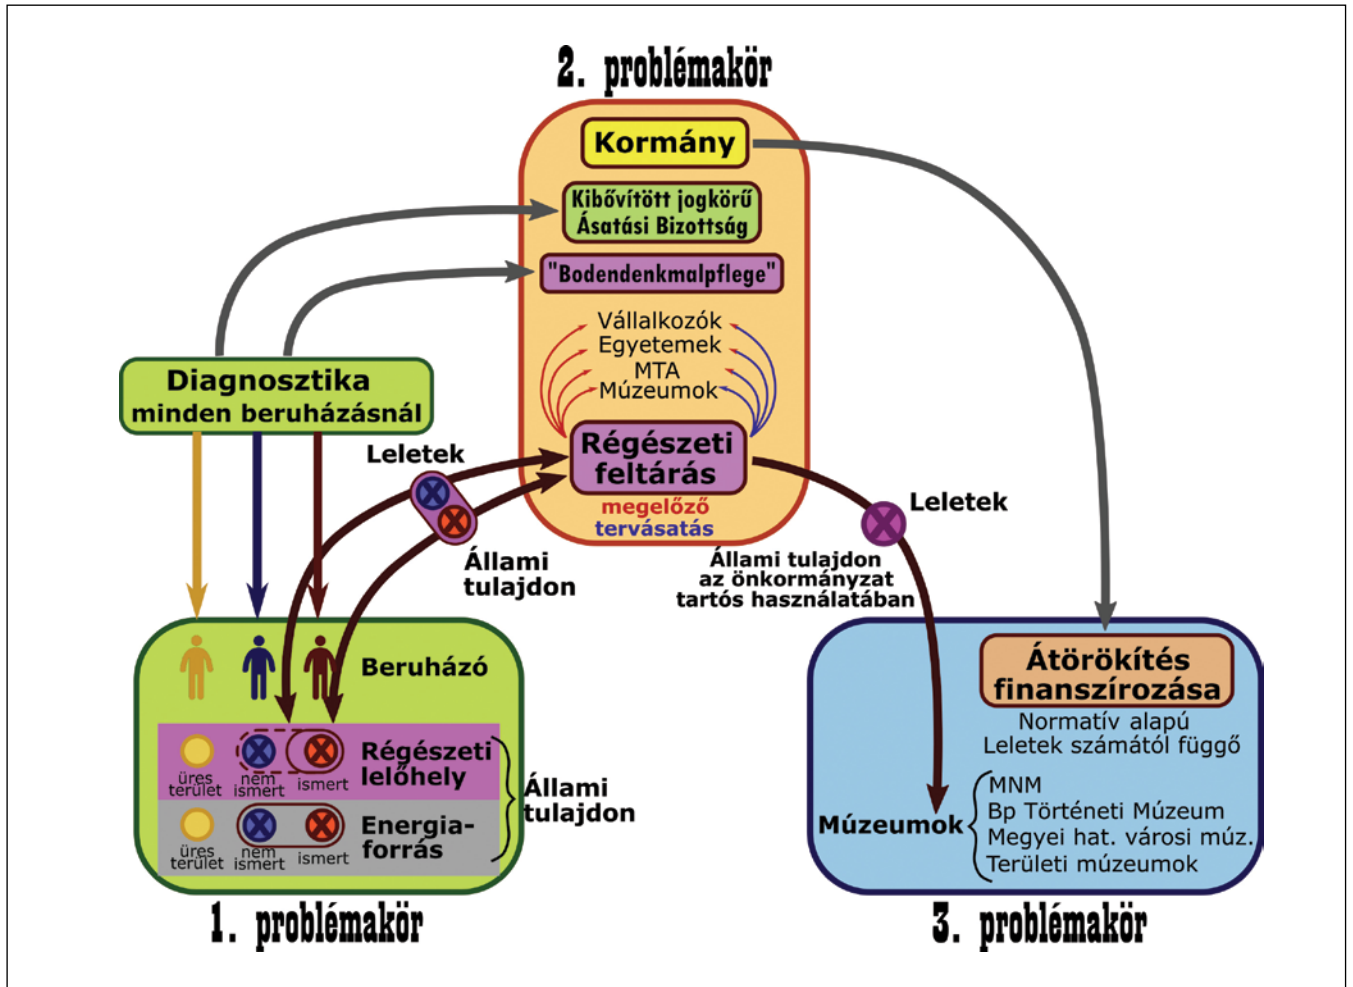 2. problémakör
Kormány
Kibővített jogkörű
Ásatási Bizottság
"Bodendenkmalpflege"
Vállalkozók
Egyetemek
MTA
Múzeumok
Régészeti
feltárás
megelőző
tervásatás
Diagnosztika
minden beruházásnál
Leletek
Állami
tulajdon
Leletek
Állami tulajdon
az önkormányzat
tartós használatában
Beruházó
üres
terület
nem
ismert
ismert
Régészeti
lelőhely
üres
terület
nem
ismert
ismert
Energia-
forrás
Állami
tulajdon
1. problémakör
Átörökítés
finanszírozása
Normatív alapú
Leletek számától függő
Múzeumok
MNM
Bp Történeti Múzeum
Megyei hat. városi múz.
Területi múzeumok
3. problémakör